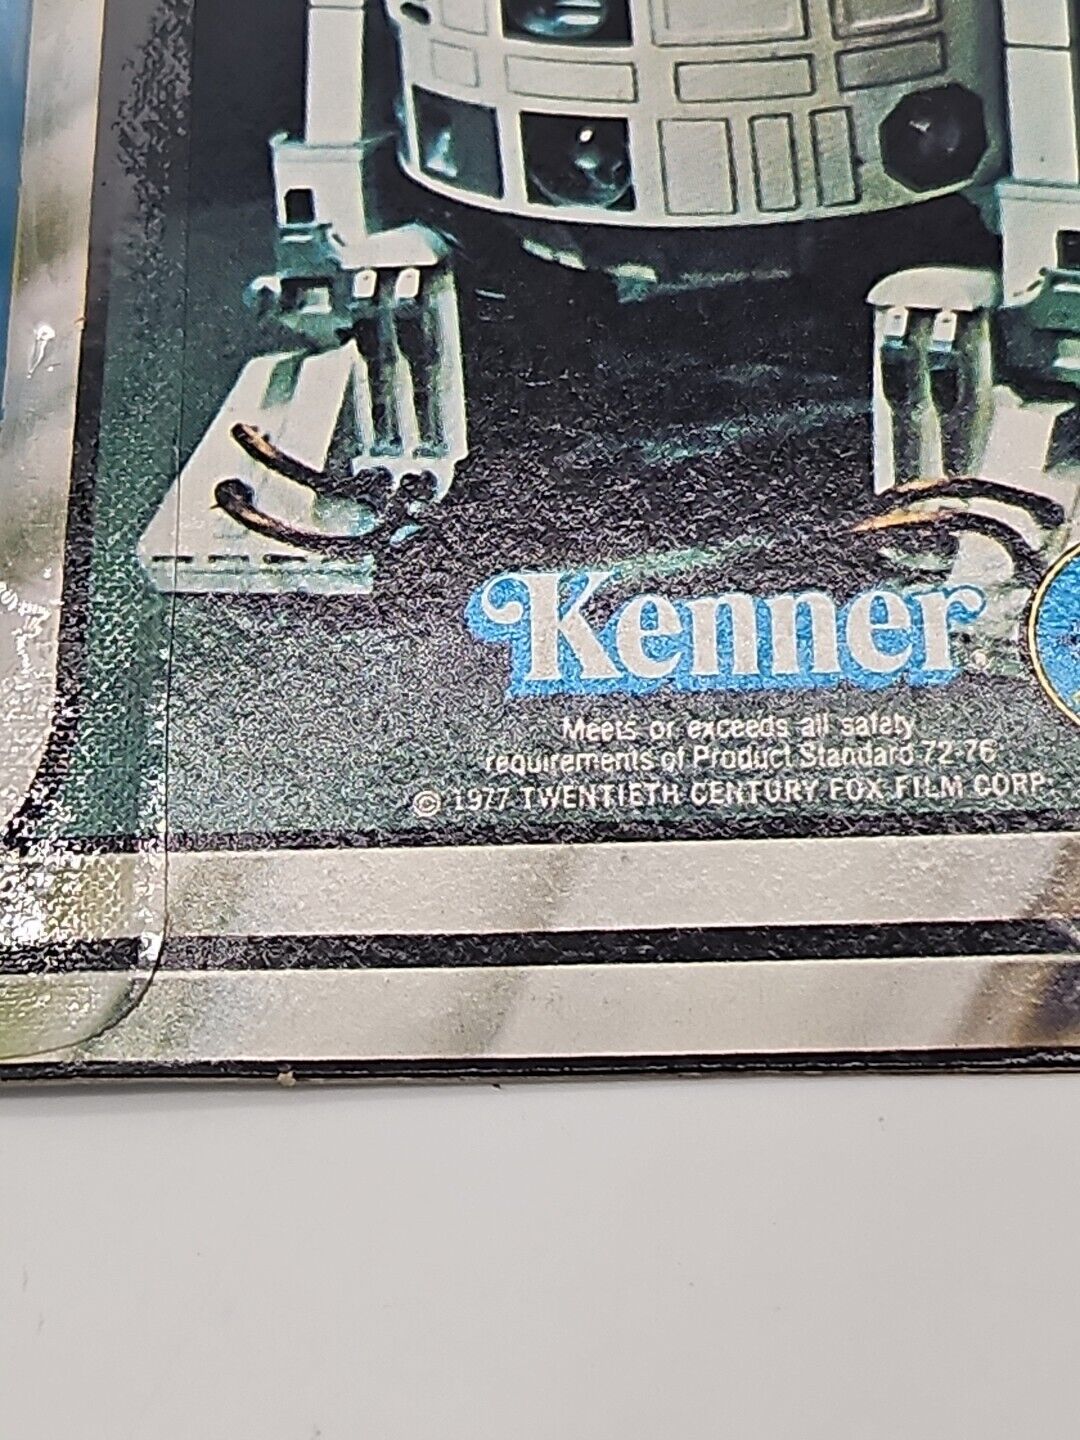 Kenner
Meets or exceeds all safety
requirements of Product Standard 72-76
© 1977 TWENTIETH CENTURY FOX FILM CORP.